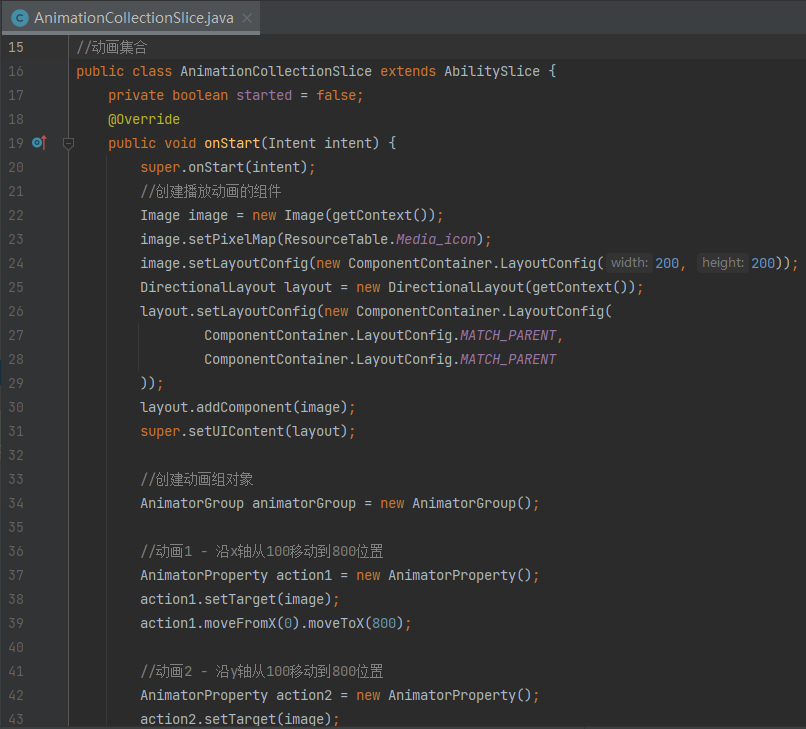 AnimationCollectionSlice.java
15 //动画集合
16 public class AnimationCollectionSlice extends AbilitySlice {
17 private boolean started = false;
18 @Override
19 public void onStart(Intent intent) {
20 super.onStart(intent);
21 //创建播放动画的组件
22 Image image = new Image(getContext());
23 image.setPixelMap(ResourceTable.Media_icon);
24 image.setLayoutConfig(new ComponentContainer.LayoutConfig( width: 200, height: 200));
25 DirectionalLayout layout = new DirectionalLayout(getContext());
26 layout.setLayoutConfig(new ComponentContainer.LayoutConfig(
27 ComponentContainer.LayoutConfig.MATCH_PARENT,
28 ComponentContainer.LayoutConfig.MATCH_PARENT
29 ));
30 layout.addComponent(image);
31 super.setUIContent(layout);
32
33 //创建动画组对象
34 AnimatorGroup animatorGroup = new AnimatorGroup();
35
36 //动画1 - 沿x轴从100移动到800位置
37 AnimatorProperty action1 = new AnimatorProperty();
38 action1.setTarget(image);
39 action1.moveFromX(0).moveToX(800);
40
41 //动画2 - 沿y轴从100移动到800位置
42 AnimatorProperty action2 = new AnimatorProperty();
43 action2.setTarget(image);